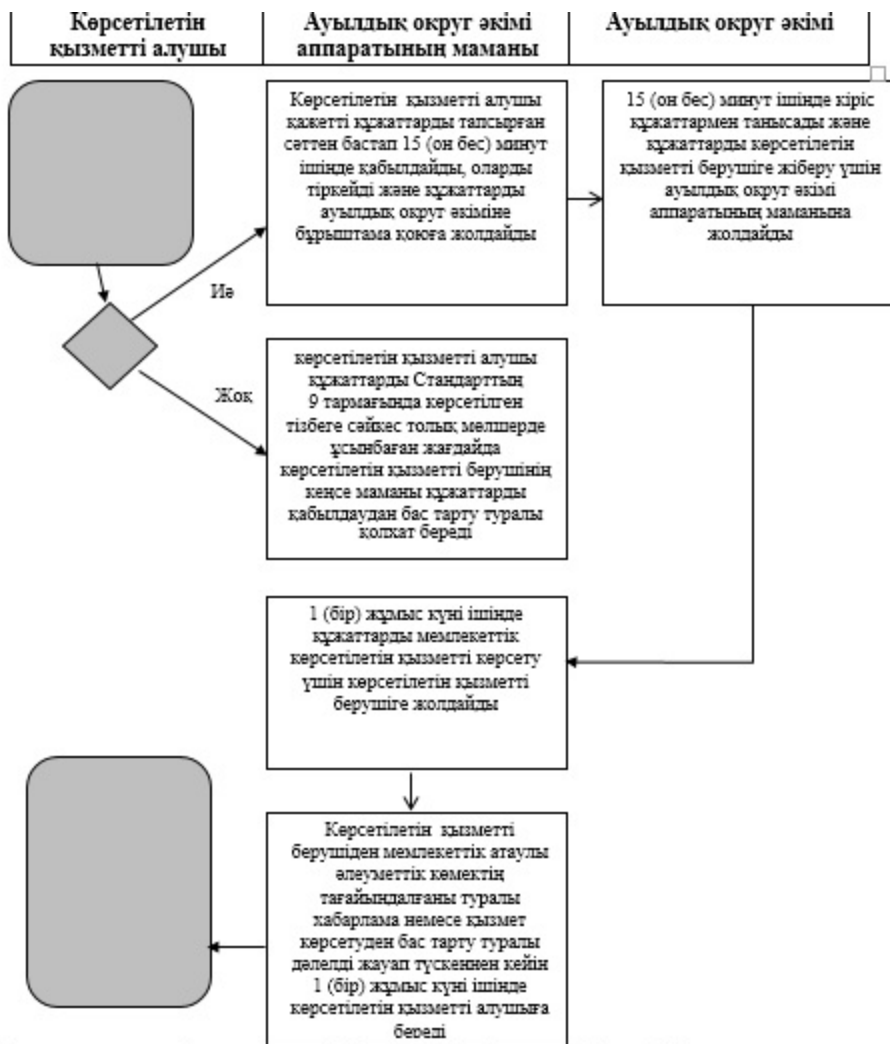 Көрсетілетін
қызметті алушы
Ауылдық округ әкімі
аппаратының маманы
Ауылдық округ әкімі
Көрсетілетін қызметті алушы
қажетті құжаттарды тапсырған
сәттен бастап 15 (он бес) минут
ішінде қабылдайды, оларды
тіркейді және құжаттарды
ауылдық округ әкіміне
бұрыштама қоюға жолдайды
15 (он бес) минут ішінде кіріс
құжаттармен танысады және
құжаттарды көрсетілетін
қызметті берушіге жіберу үшін
ауылдық округ әкімі
аппаратының маманына
жолдайды
Иә
Жоқ
көрсетілетін қызметті алушы
құжаттарды Стандарттың
9 тармағында көрсетілген
тізбеге сәйкес толық мөлшерде
ұсынбаған жағдайда
көрсетілетін қызметті берушінің
кеңсе маманы құжаттарды
қабылдаудан бас тарту туралы
қолхат береді
1 (бір) жұмыс күні ішінде
құжаттарды мемлекеттік
көрсетілетін қызметті көрсету
үшін көрсетілетін қызметті
берушіге жолдайды
Көрсетілетін қызметті
берушіден мемлекеттік атаулы
әлеуметтік көмектің
тағайындалғаны туралы
хабарлама немесе қызмет
көрсетуден бас тарту туралы
дәлелді жауап түскеннен кейін
1 (бір) жұмыс күні ішінде
көрсетілетін қызметті алушыға
береді